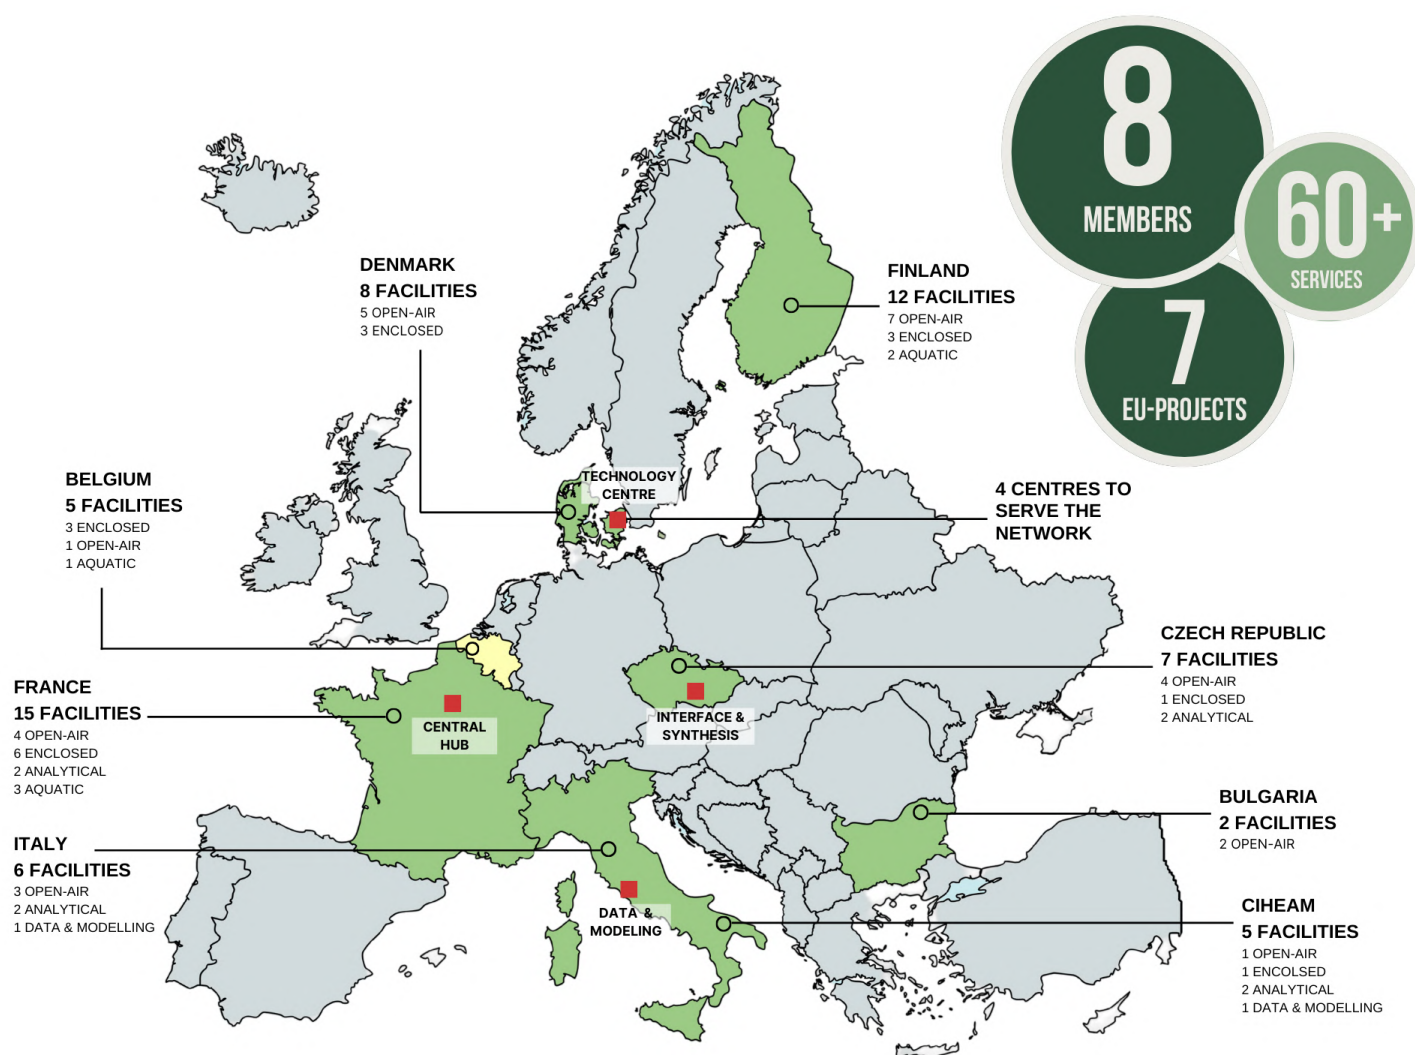 8
MEMBERS
60+
SERVICES
7
EU-PROJECTS
DENMARK
8 FACILITIES
5 OPEN-AIR
3 ENCLOSED
FINLAND
12 FACILITIES
7 OPEN-AIR
3 ENCLOSED
2 AQUATIC
BELGIUM
5 FACILITIES
3 ENCLOSED
1 OPEN-AIR
1 AQUATIC
TECHNOLOGY
CENTRE
4 CENTRES TO
SERVE THE
NETWORK
CZECH REPUBLIC
7 FACILITIES
4 OPEN-AIR
1 ENCLOSED
2 ANALYTICAL
FRANCE
15 FACILITIES
4 OPEN-AIR
6 ENCLOSED
2 ANALYTICAL
3 AQUATIC
CENTRAL
HUB
INTERFACE &
SYNTHESIS
BULGARIA
2 FACILITIES
2 OPEN-AIR
ITALY
6 FACILITIES
3 OPEN-AIR
2 ANALYTICAL
1 DATA & MODELLING
DATA &
MODELING
CIHEAM
5 FACILITIES
1 OPEN-AIR
1 ENCOLSED
2 ANALYTICAL
1 DATA & MODELLING